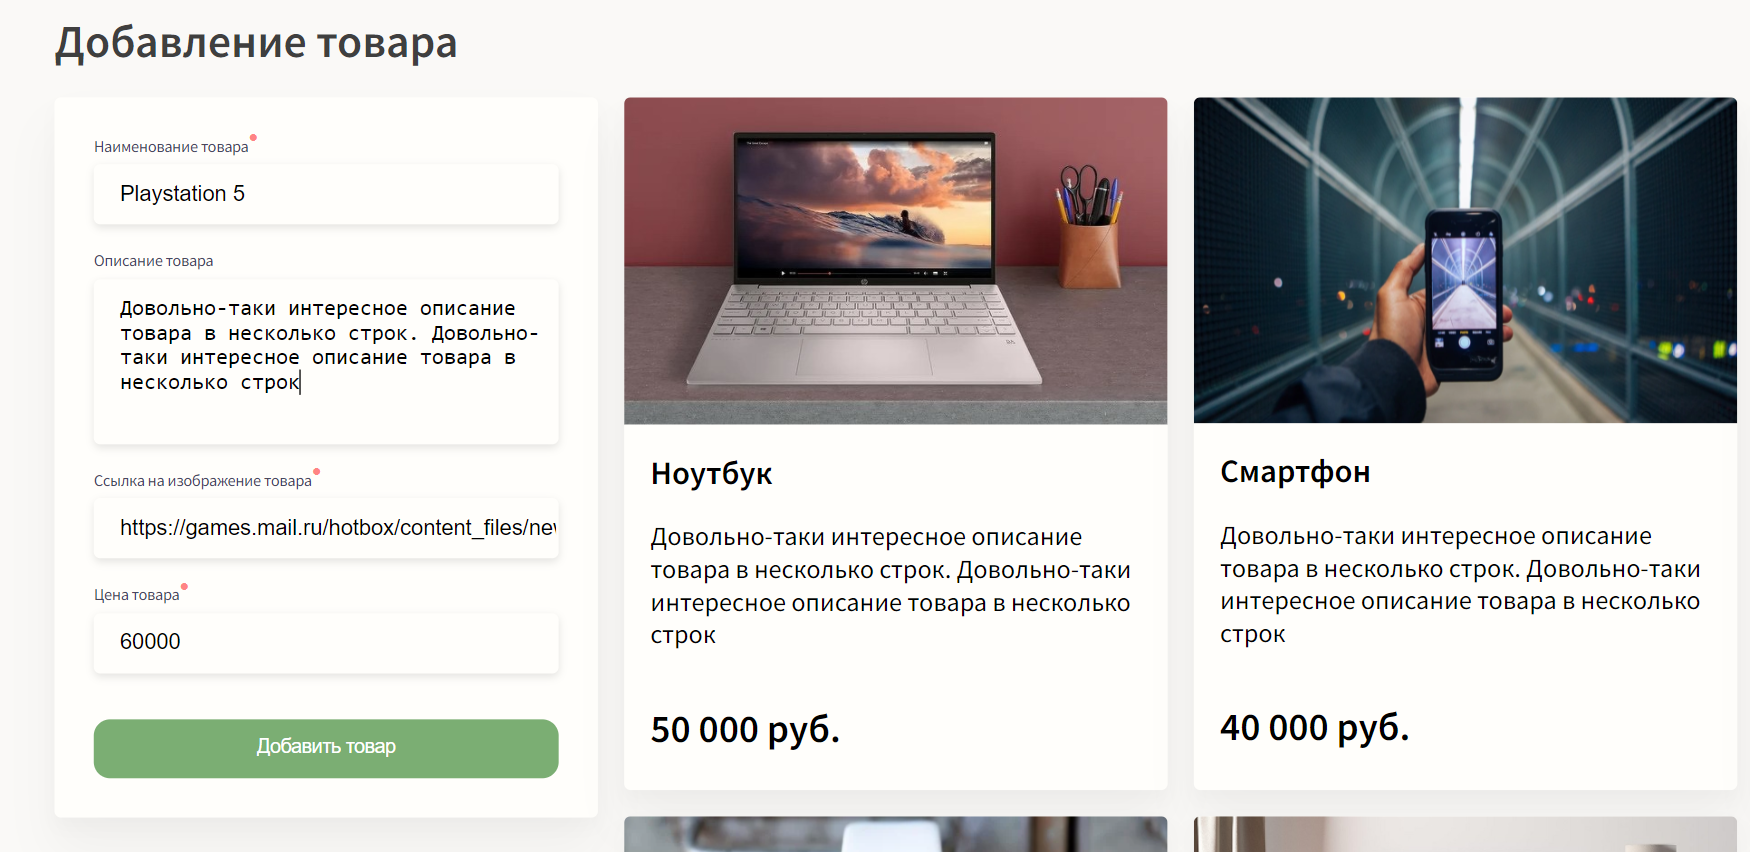 Добавление товара
Наименование товара
Playstation 5
Описание товара
Довольно-таки интересное описание
товара в несколько строк. Довольно-
таки интересное описание товара в
несколько строк
Ссылка на изображение товара
https://games.mail.ru/hotbox/content_files/nev
Цена товара
60000
Добавить товар
Ноутбук
Довольно-таки интересное описание
товара в несколько строк. Довольно-таки
интересное описание товара в несколько
строк
50 000 руб.
Смартфон
Довольно-таки интересное описание
товара в несколько строк. Довольно-таки
интересное описание товара в несколько
строк
40 000 руб.